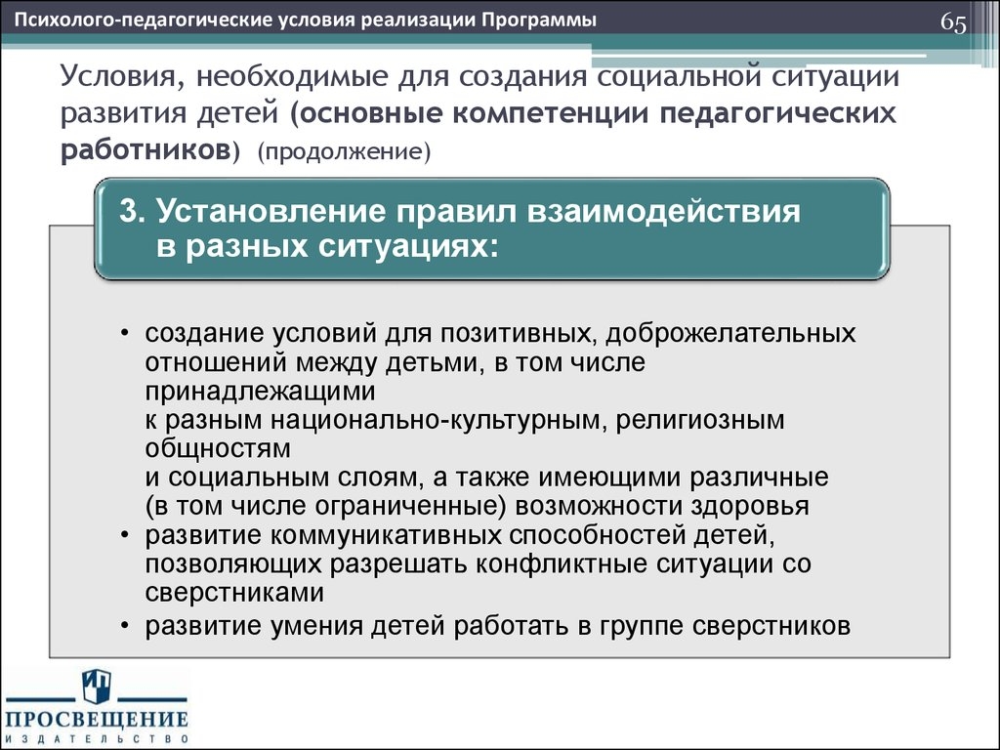 Психолого-педагогические условия реализации Программы
65
Условия, необходимые для создания социальной ситуации
развития детей (основные компетенции педагогических
работников) (продолжение)
3. Установление правил взаимодействия
в разных ситуациях:
• создание условий для позитивных, доброжелательных
отношений между детьми, в том числе
принадлежащими
к разным национально-культурным, религиозным
общностям
и социальным слоям, а также имеющими различные
(в том числе ограниченные) возможности здоровья
• развитие коммуникативных способностей детей,
позволяющих разрешать конфликтные ситуации со
сверстниками
• развитие умения детей работать в группе сверстников
ПРОСВЕЩЕНИЕ
ИЗДАТЕЛЬСТВО